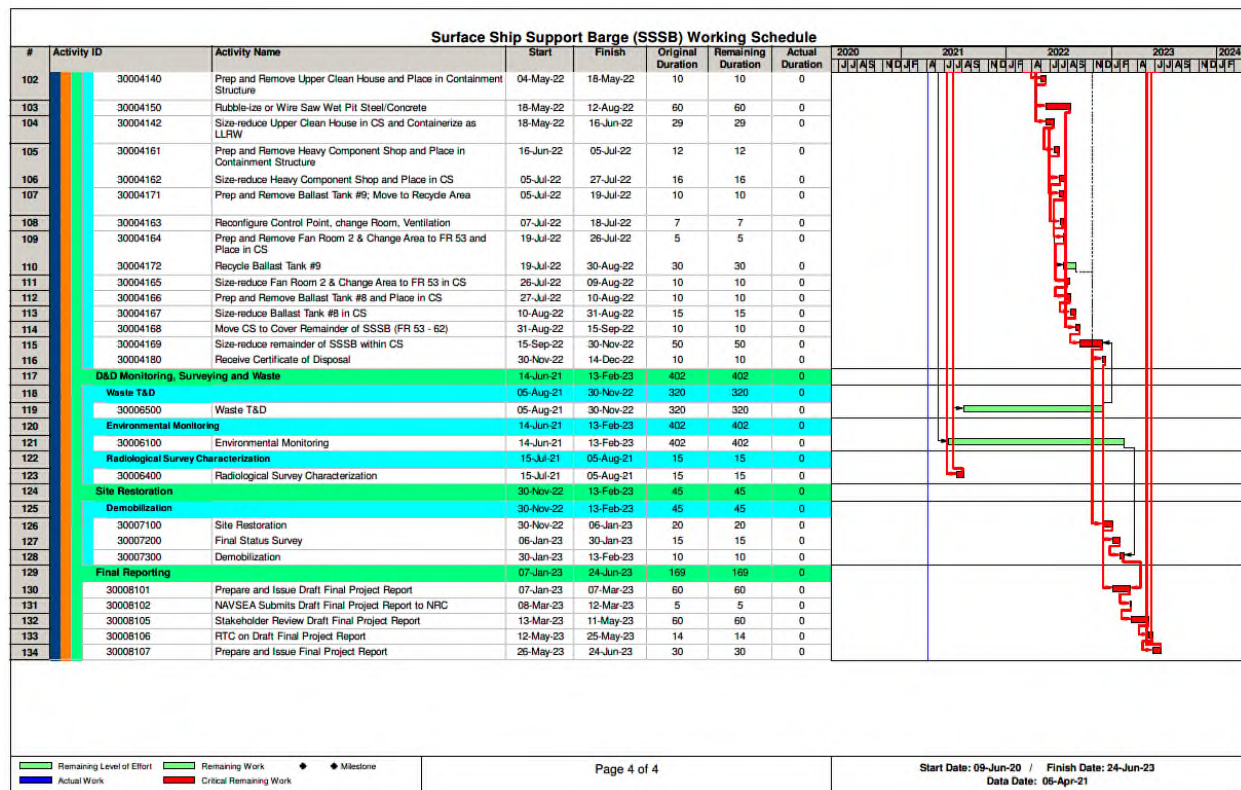 Surface Ship Support Barge (SSSB) Working Schedule
# Activity ID Activity Name Start Finish Original Duration Remaining Duration Actual Duration 2020 2021 2022 2023 2024
J J A S N D J F A J J A S N D J F A J J A S N D J F A J J A S N D J F
102 30004140 Prep and Remove Upper Clean House and Place in Containment 04-May-22 18-May-22 10 10 0
Structure
103 30004150 Rubble-ize or Wire Saw Wet Pit Steel/Concrete 18-May-22 12-Aug-22 60 60 0
104 30004142 Size-reduce Upper Clean House in CS and Containerize as 18-May-22 16-Jun-22 29 29 0
LLRW
105 30004161 Prep and Remove Heavy Component Shop and Place in 16-Jun-22 05-Jul-22 12 12 0
Containment Structure
106 30004162 Size-reduce Heavy Component Shop and Place in CS 05-Jul-22 27-Jul-22 16 16 0
107 30004171 Prep and Remove Ballast Tank #9; Move to Recycle Area 05-Jul-22 19-Jul-22 10 10 0
108 30004163 Reconfigure Control Point, change Room, Ventilation 07-Jul-22 18-Jul-22 7 7 0
109 30004164 Prep and Remove Fan Room 2 & Change Area to FR 53 and 19-Jul-22 26-Jul-22 5 5 0
Place in CS
110 30004172 Recycle Ballast Tank #9 19-Jul-22 30-Aug-22 30 30 0
111 30004165 Size-reduce Fan Room 2 & Change Area to FR 53 in CS 26-Jul-22 09-Aug-22 10 10 0
112 30004166 Prep and Remove Ballast Tank #8 and Place in CS 27-Jul-22 10-Aug-22 10 10 0
113 30004167 Size-reduce Ballast Tank #8 in CS 10-Aug-22 31-Aug-22 15 15 0
114 30004168 Move CS to Cover Remainder of SSSB (FR 53 - 62) 31-Aug-22 15-Sep-22 10 10 0
115 30004169 Size-reduce remainder of SSSB within CS 15-Sep-22 30-Nov-22 50 50 0
116 30004180 Receive Certificate of Disposal 30-Nov-22 14-Dec-22 10 10 0
117 D&D Monitoring, Surveying and Waste 14-Jun-21 13-Feb-23 402 402 0
118 Waste T&D 05-Aug-21 30-Nov-22 320 320 0
119 30006500 Waste T&D 05-Aug-21 30-Nov-22 320 320 0
120 Environmental Monitoring 14-Jun-21 13-Feb-23 402 402 0
121 30006100 Environmental Monitoring 14-Jun-21 13-Feb-23 402 402 0
122 Radiological Survey Characterization 15-Jul-21 05-Aug-21 15 15 0
123 30006400 Radiological Survey Characterization 15-Jul-21 05-Aug-21 15 15 0
124 Site Restoration 30-Nov-22 13-Feb-23 45 45 0
125 Demobilization 30-Nov-22 13-Feb-23 45 45 0
126 30007100 Site Restoration 30-Nov-22 06-Jan-23 20 20 0
127 30007200 Final Status Survey 06-Jan-23 30-Jan-23 15 15 0
128 30007300 Demobilization 30-Jan-23 13-Feb-23 10 10 0
129 Final Reporting 07-Jan-23 24-Jun-23 169 169 0
130 30008101 Prepare and Issue Draft Final Project Report 07-Jan-23 07-Mar-23 60 60 0
131 30008102 NAVSEA Submits Draft Final Project Report to NRC 08-Mar-23 12-Mar-23 5 5 0
132 30008105 Stakeholder Review Draft Final Project Report 13-Mar-23 11-May-23 60 60 0
133 30008106 RTC on Draft Final Project Report 12-May-23 25-May-23 14 14 0
134 30008107 Prepare and Issue Final Project Report 26-May-23 24-Jun-23 30 30 0
Remaining Level of Effort Remaining Work Milestone
Actual Work Critical Remaining Work
Page 4 of 4
Start Date: 09-Jun-20 / Finish Date: 24-Jun-23
Data Date: 06-Apr-21